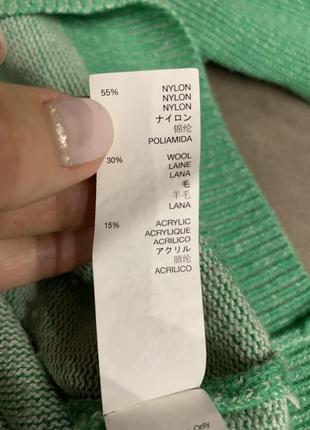 55% NYLON
NYLON
NYLON
ナイロン
锦纶
POLIAMIDA
30% WOOL
LAINE
LANA
毛
羊毛
LANA
15% ACRYLIC
ACRYLIQUE
ACRILICO
アクリル
腈纶
ACRILICO
Only